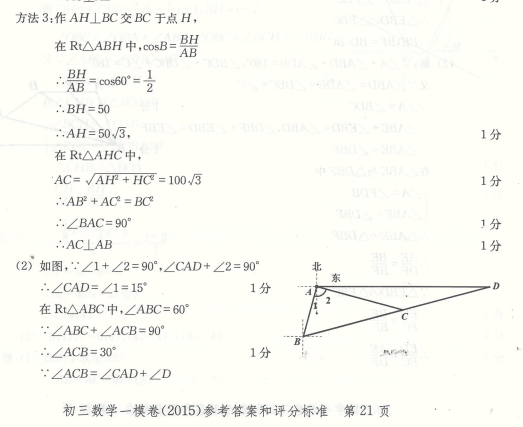 方法3:作AH⊥BC交BC于点H,
在Rt△ABH中,cosB=BH/AB
∴BH/AB=cos60°=1/2
∴BH=50
∴AH=50√3, 1分
在Rt△AHC中,
AC=√(AH²+HC²)=100√3 1分
∴AB²+AC²=BC²
∴∠BAC=90° 1分
∴AC⊥AB 1分
(2) 如图,∵∠1+∠2=90°,∠CAD+∠2=90°
∴∠CAD=∠1=15° 1分
在Rt△ABC中,∠ABC=60°
∵∠ABC+∠ACB=90°
∴∠ACB=30° 1分
∵∠ACB=∠CAD+∠D
北
东
A
D
1
2
C
B
初三数学一模卷(2015)参考答案和评分标准 第21页